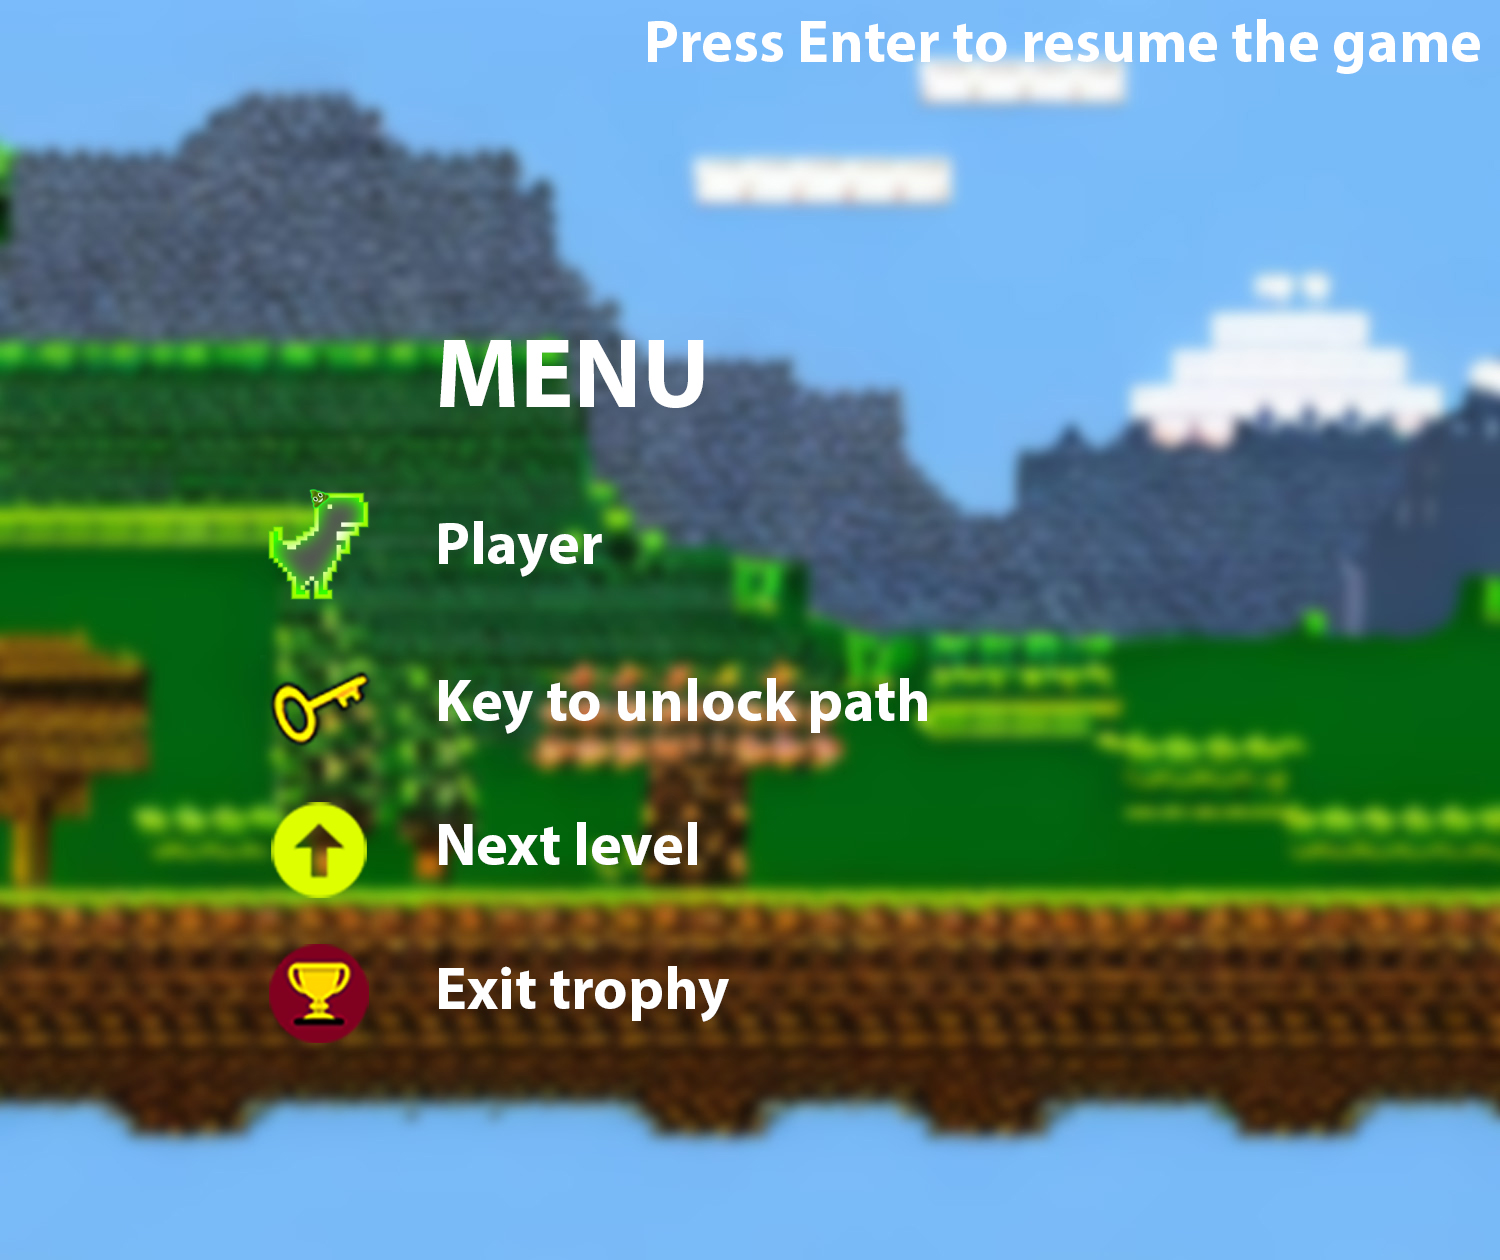 Press Enter to resume the game
MENU
Player
Key to unlock path
Next level
Exit trophy